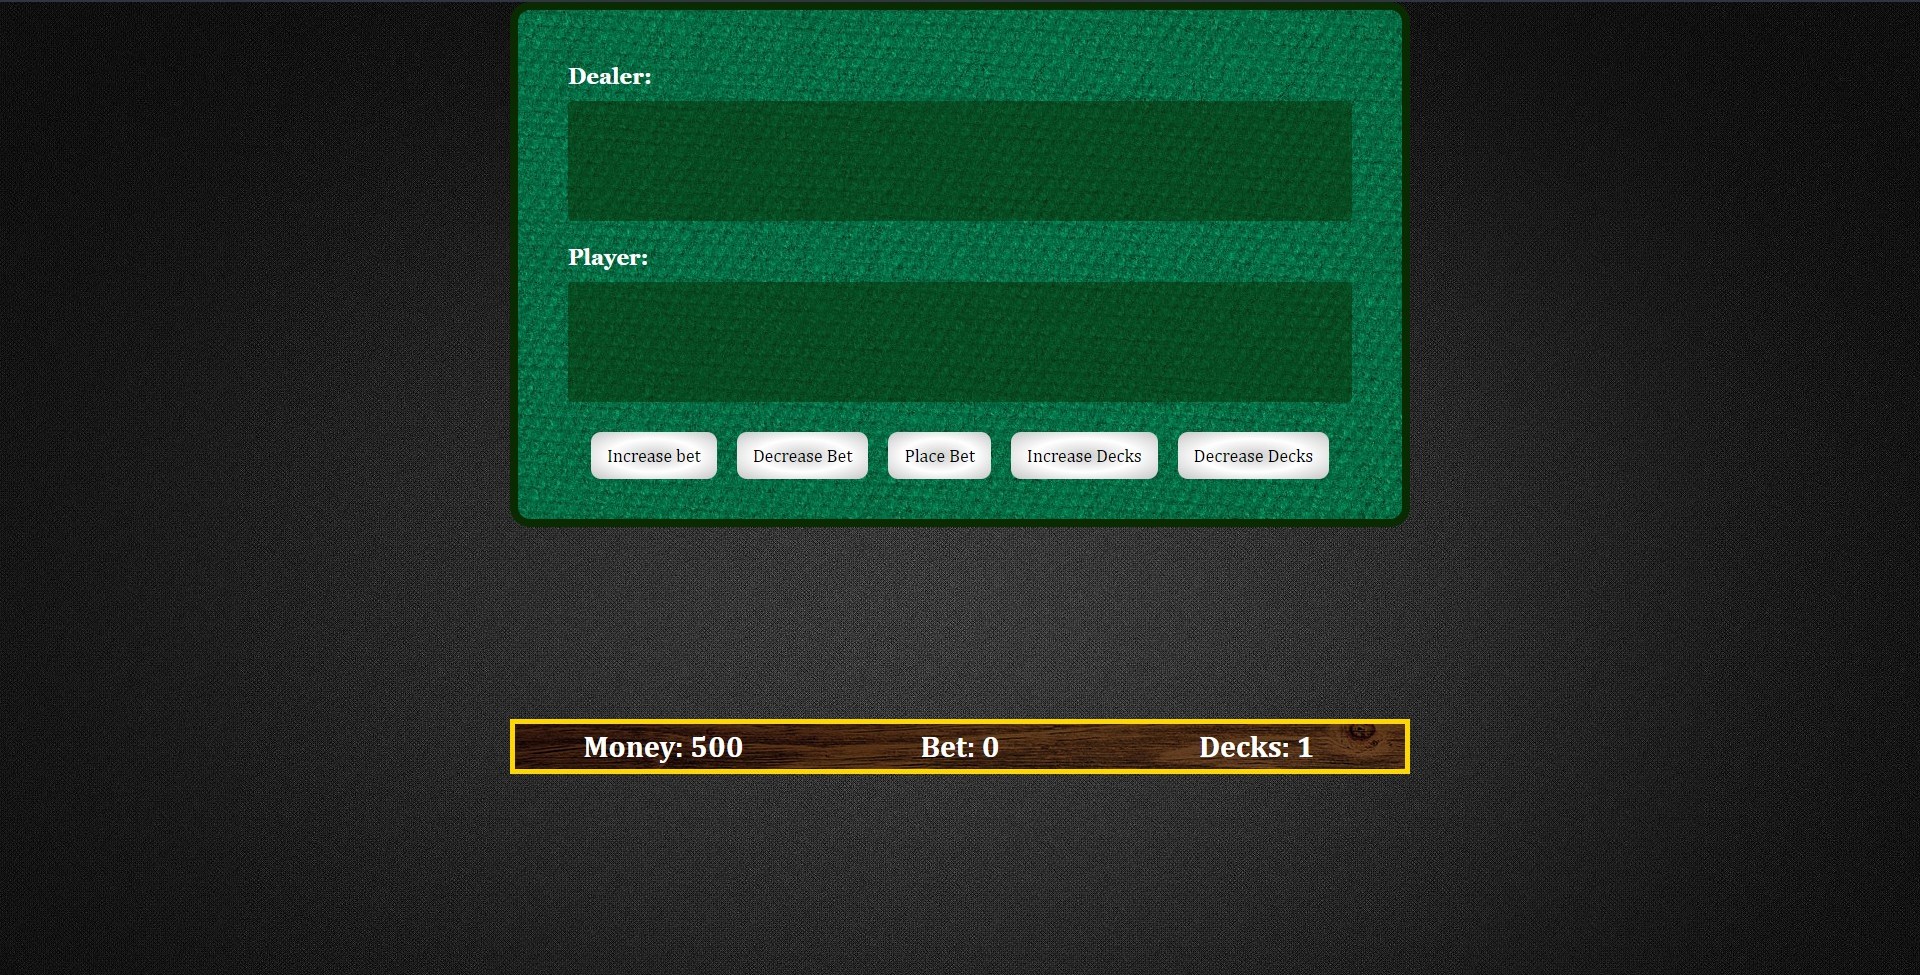 Dealer:
Player:
Increase bet Decrease Bet Place Bet Increase Decks Decrease Decks
Money: 500 Bet: 0 Decks: 1